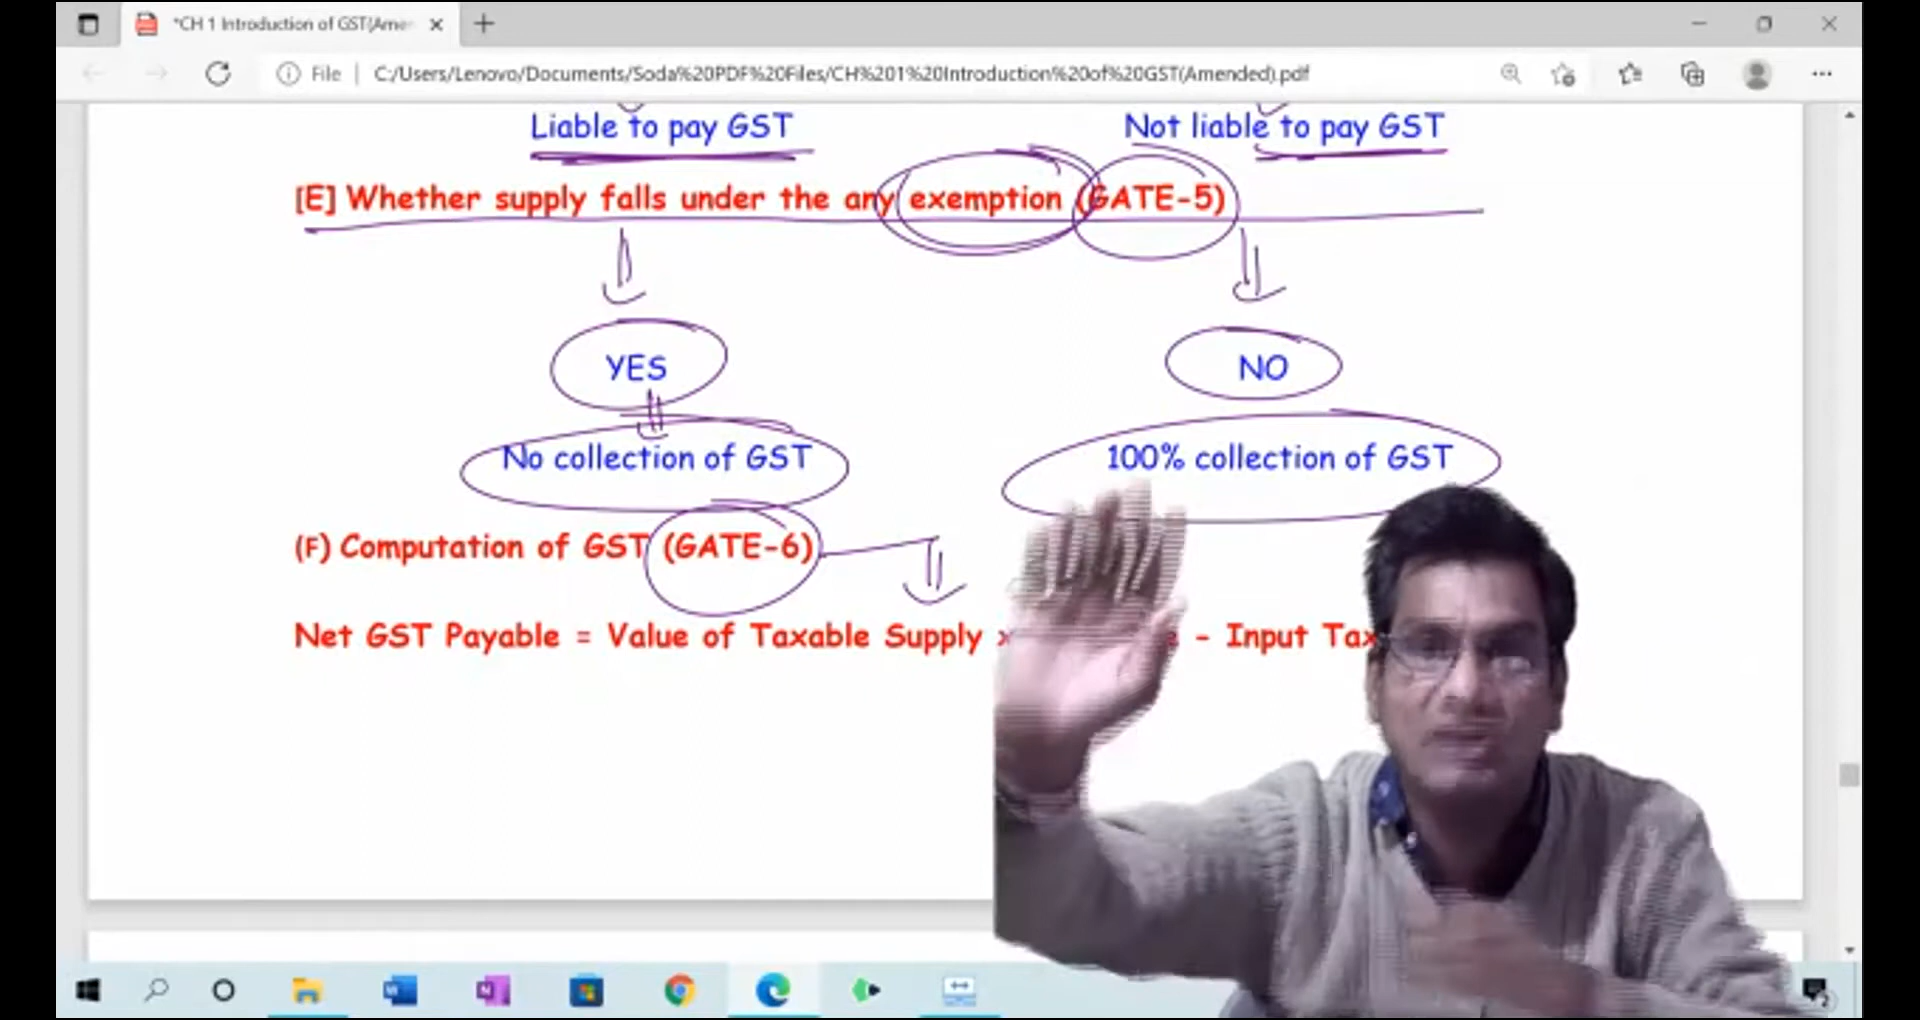 *CH 1 Introduction of GST(Ame
File | C:/Users/Lenovo/Documents/Soda%20PDF%20Files/CH%201%20Introduction%20of%20GST(Amended).pdf
Liable to pay GST
Not liable to pay GST
[E] Whether supply falls under the any exemption (GATE-5)
YES
NO
No collection of GST
100% collection of GST
(F) Computation of GST (GATE-6)
Net GST Payable = Value of Taxable Supply - Input Tax
2